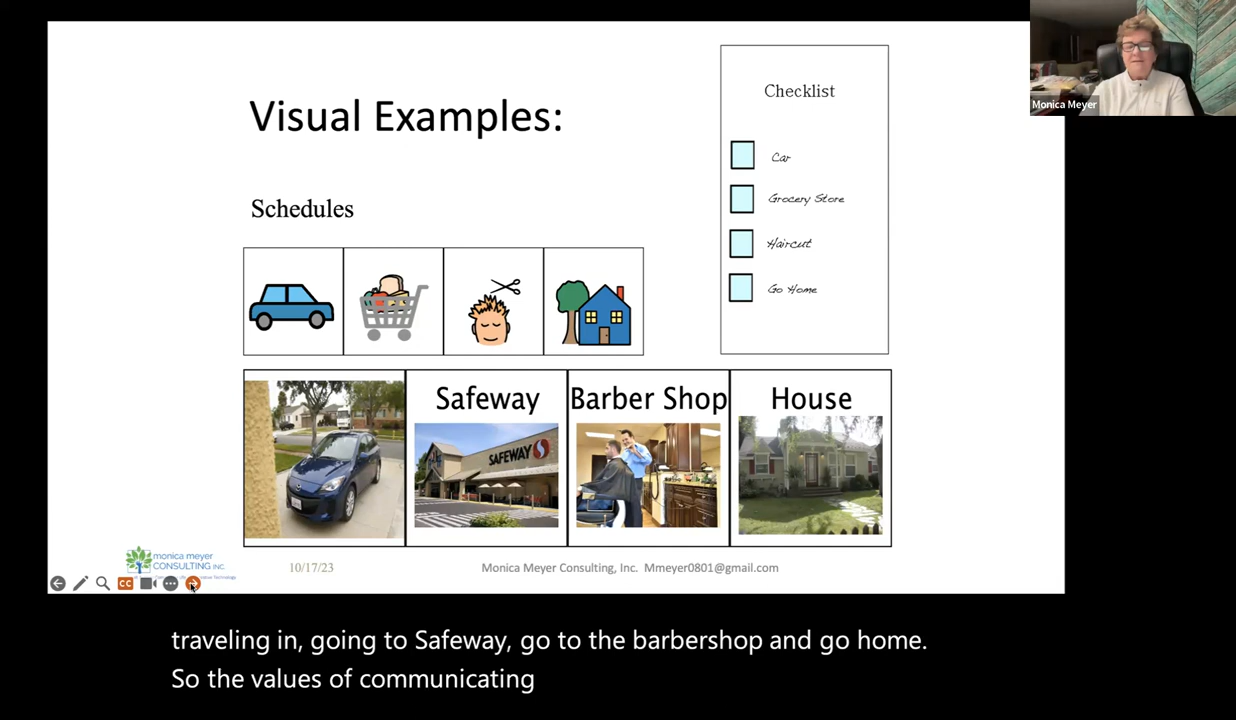 Visual Examples:
Schedules
Checklist
Car
Grocery Store
Haircut
Go Home
Monica Meyer
Safeway
Barber Shop
House
SAFEWAY
monica meyer
CONSULTING INC.
10/17/23
Monica Meyer Consulting, Inc. Mmeyer0801@gmail.com
CC
traveling in, going to Safeway, go to the barbershop and go home.
So the values of communicating